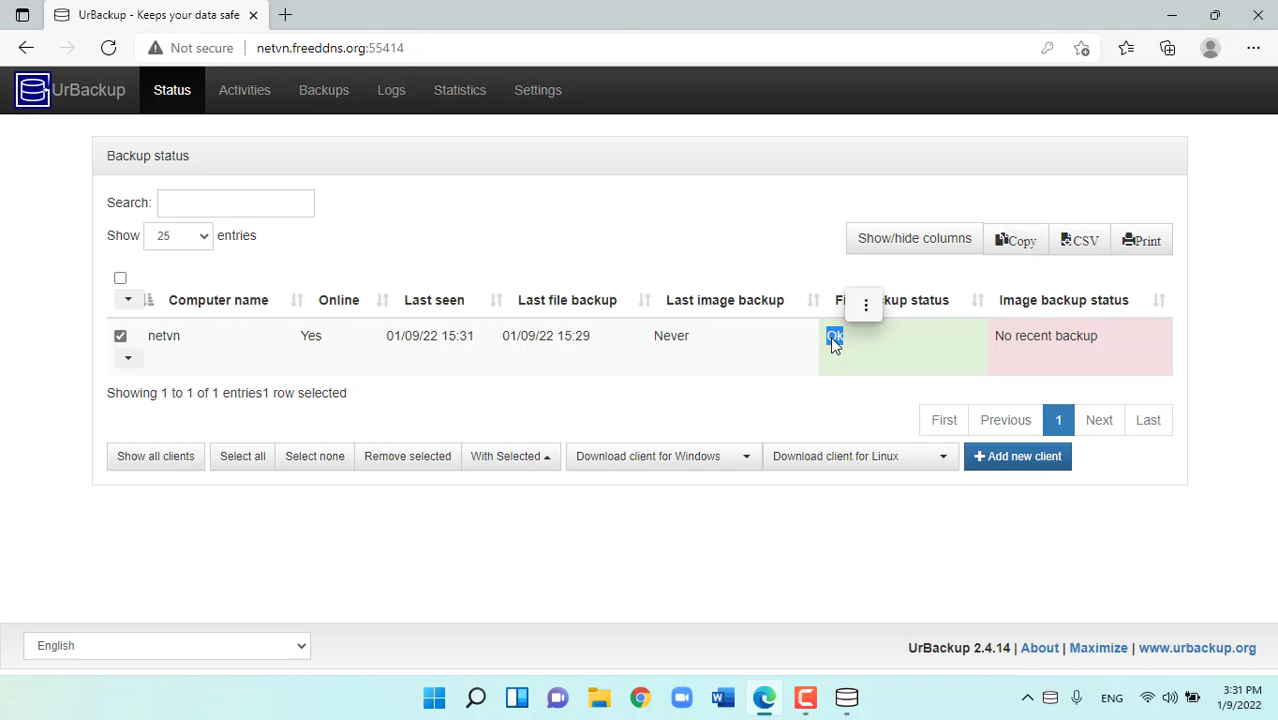 UrBackup - Keeps your data safe
Not secure netvn.freeddns.org:55414
UrBackup Status Activities Backups Logs Statistics Settings
Backup status
Search:
Show 25 entries
Show/hide columns Copy CSV Print
Computer name Online Last seen Last file backup Last image backup Fi ckup status Image backup status
netvn Yes 01/09/22 15:31 01/09/22 15:29 Never Ok No recent backup
Showing 1 to 1 of 1 entries1 row selected
First Previous 1 Next Last
Show all clients Select all Select none Remove selected With Selected Download client for Windows Download client for Linux + Add new client
English
UrBackup 2.4.14 | About | Maximize | www.urbackup.org
ENG
3:31 PM
1/9/2022